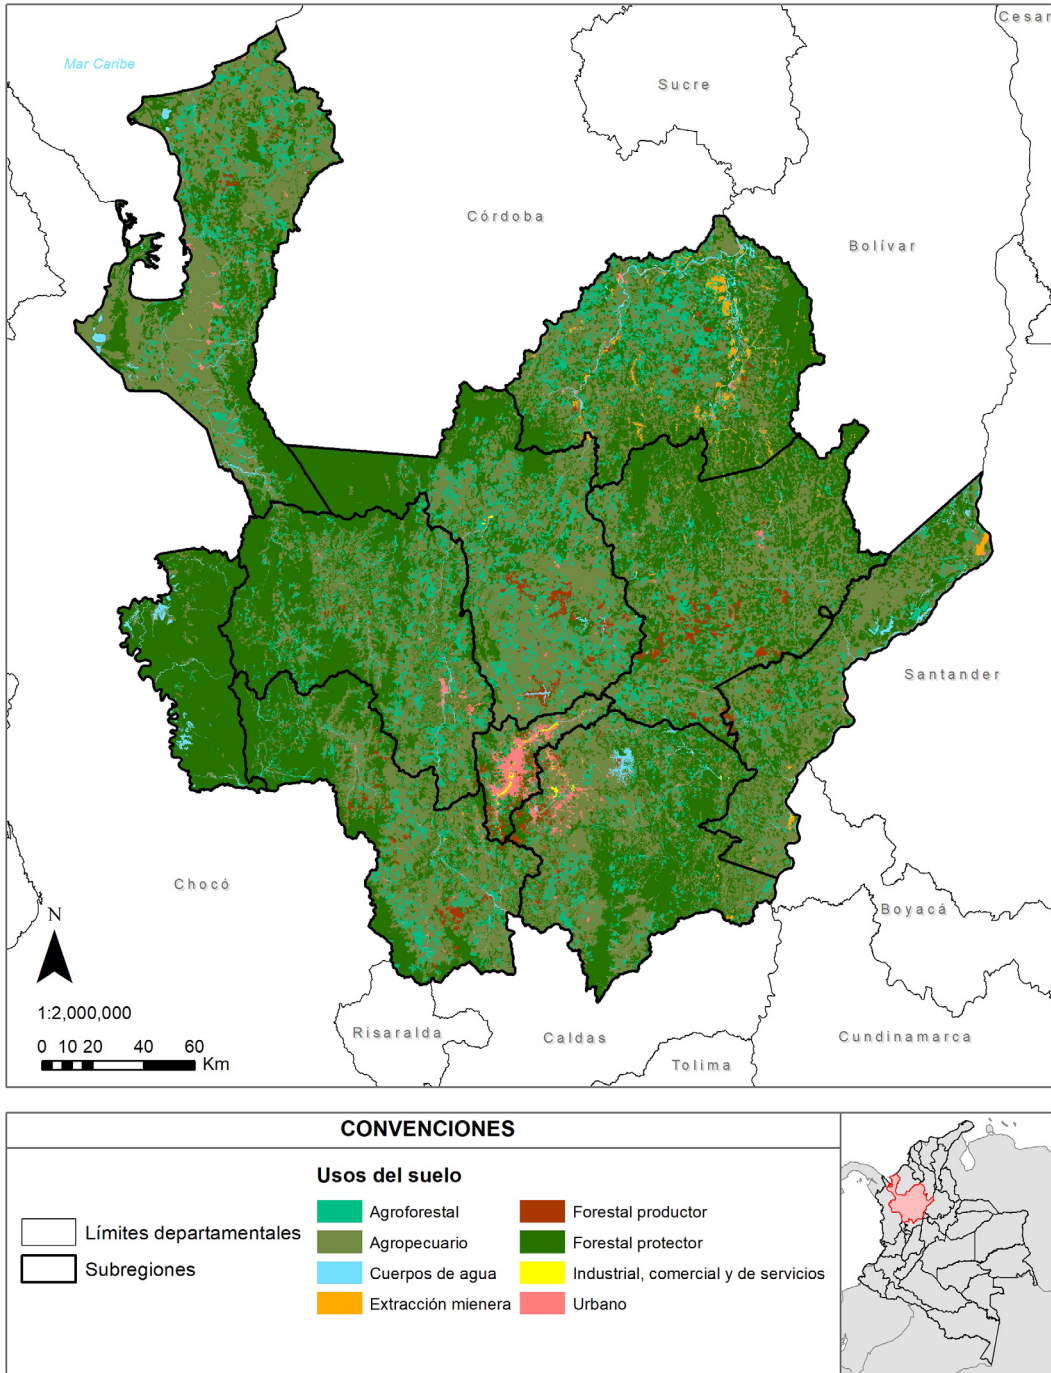 Cesar
Mar Caribe
Sucre
Córdoba
Bolívar
Santander
Chocó
Boyacá
N
1:2,000,000
Risaralda
Caldas
Cundinamarca
Tolima
0 10 20 40 60
Km
CONVENCIONES
Usos del suelo
Límites departamentales
Subregiones
Agroforestal
Agropecuario
Cuerpos de agua
Extracción mienera
Forestal productor
Forestal protector
Industrial, comercial y de servicios
Urbano